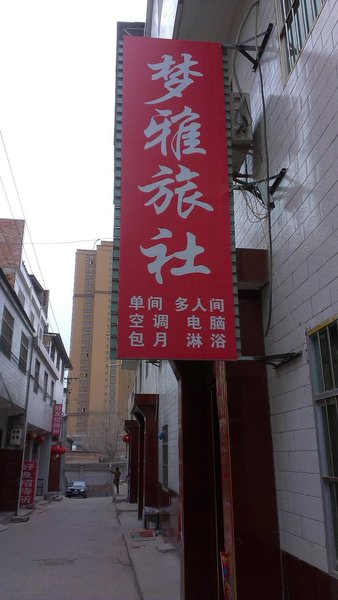 梦雅旅社
单间 多人间
空调 电脑
包月 淋浴